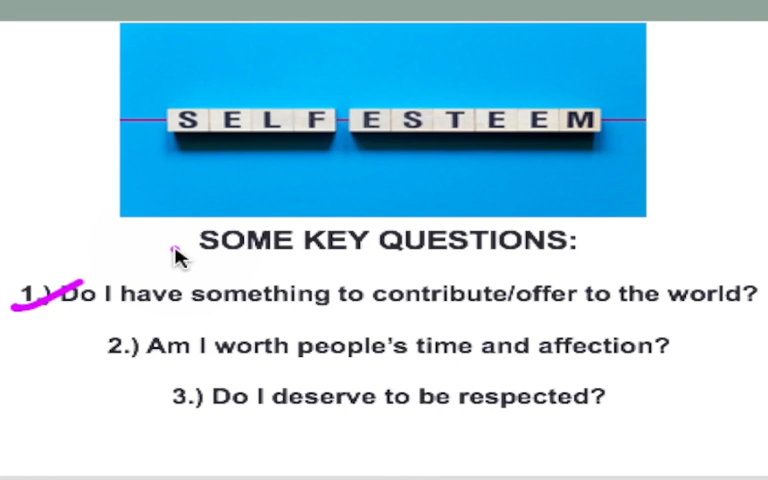 SELF ESTEEM
SOME KEY QUESTIONS:
1.) Do I have something to contribute/offer to the world?
2.) Am I worth people's time and affection?
3.) Do I deserve to be respected?